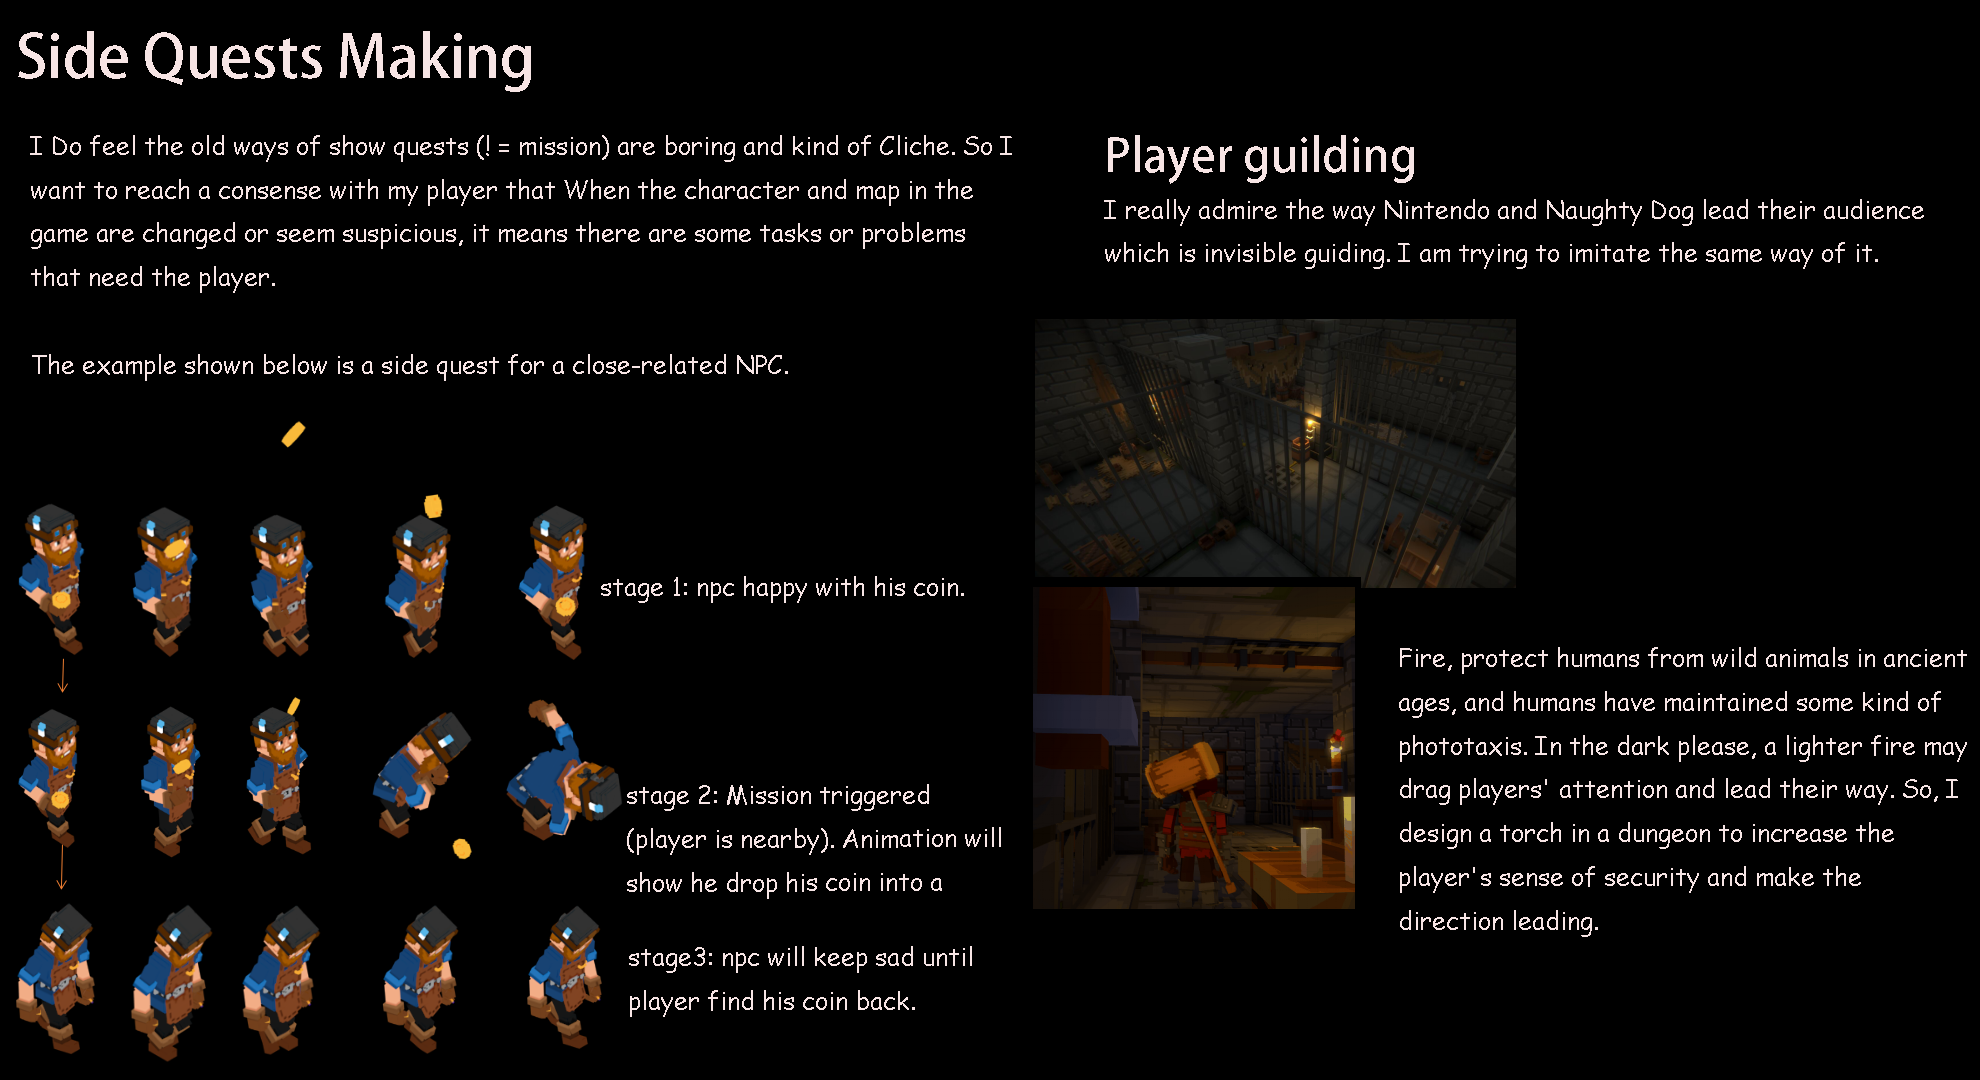 Side Quests Making
I Do feel the old ways of show quests (! = mission) are boring and kind of Cliche. So I
want to reach a consense with my player that When the character and map in the
game are changed or seem suspicious, it means there are some tasks or problems
that need the player.
The example shown below is a side quest for a close-related NPC.
stage 1: npc happy with his coin.
stage 2: Mission triggered
(player is nearby). Animation will
show he drop his coin into a
stage3: npc will keep sad until
player find his coin back.
Player guilding
I really admire the way Nintendo and Naughty Dog lead their audience
which is invisible guiding. I am trying to imitate the same way of it.
Fire, protect humans from wild animals in ancient
ages, and humans have maintained some kind of
phototaxis. In the dark please, a lighter fire may
drag players' attention and lead their way. So, I
design a torch in a dungeon to increase the
player's sense of security and make the
direction leading.